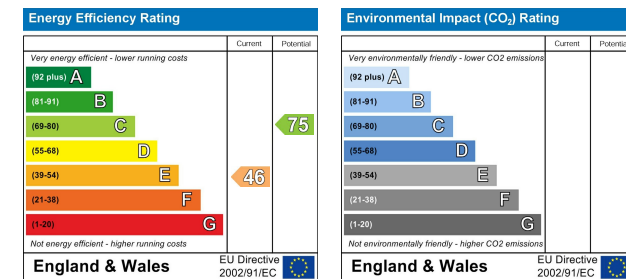 Energy Efficiency Rating
Current Potential
Very energy efficient - lower running costs
(92 plus) A
(81-91) B
(69-80) C
75
(55-68) D
(39-54) E
46
(21-38) F
(1-20) G
Not energy efficient - higher running costs
England & Wales
EU Directive
2002/91/EC
Environmental Impact (CO₂) Rating
Current Potential
Very environmentally friendly - lower CO2 emissions
(92 plus) A
(81-91) B
(69-80) C
(55-68) D
(39-54) E
(21-38) F
(1-20) G
Not environmentally friendly - higher CO2 emissions
England & Wales
EU Directive
2002/91/EC